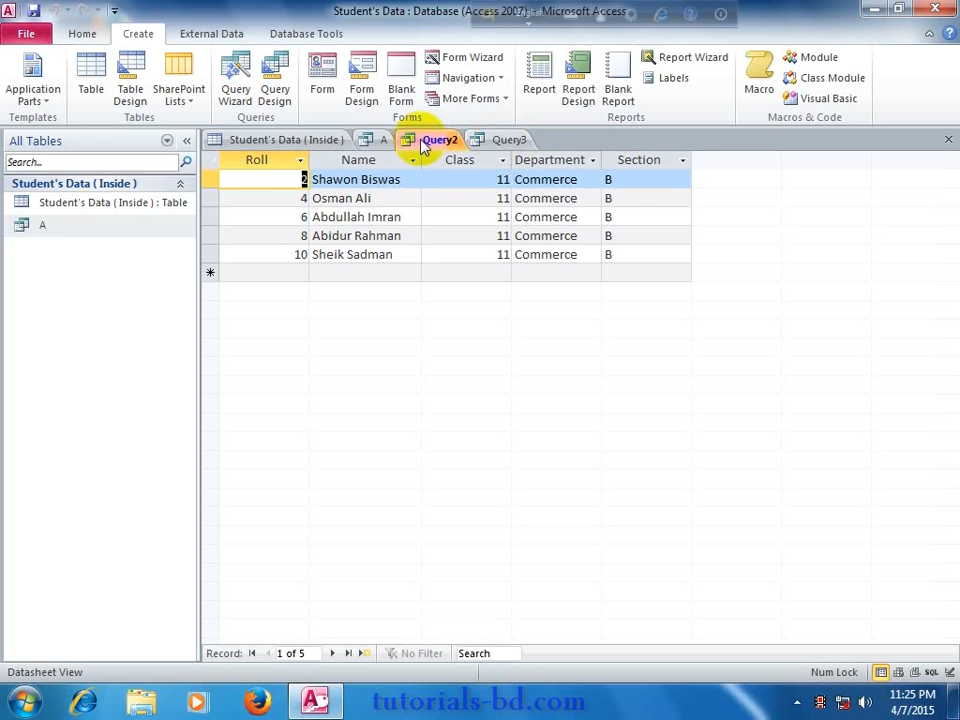 Student's Data : Database (Access 2007) - Microsoft Access
File Home Create External Data Database Tools
Application Parts
Table
Table Design
SharePoint Lists
Query Wizard
Query Design
Form
Form Design
Blank Form
Form Wizard
Navigation
More Forms
Report
Report Design
Blank Report
Report Wizard
Labels
Macro
Module
Class Module
Visual Basic
Templates Tables Queries Forms Reports Macros & Code
All Tables
Search...
Student's Data ( Inside )
Student's Data ( Inside ) : Table
A
Student's Data ( Inside ) A Query2 Query3
Roll Name Class Department Section
2 Shawon Biswas 11 Commerce B
4 Osman Ali 11 Commerce B
6 Abdullah Imran 11 Commerce B
8 Abidur Rahman 11 Commerce B
10 Sheik Sadman 11 Commerce B
Record: 1 of 5 No Filter Search
Datasheet View Num Lock SQL
tutorials-bd.com
11:25 PM
4/7/2015